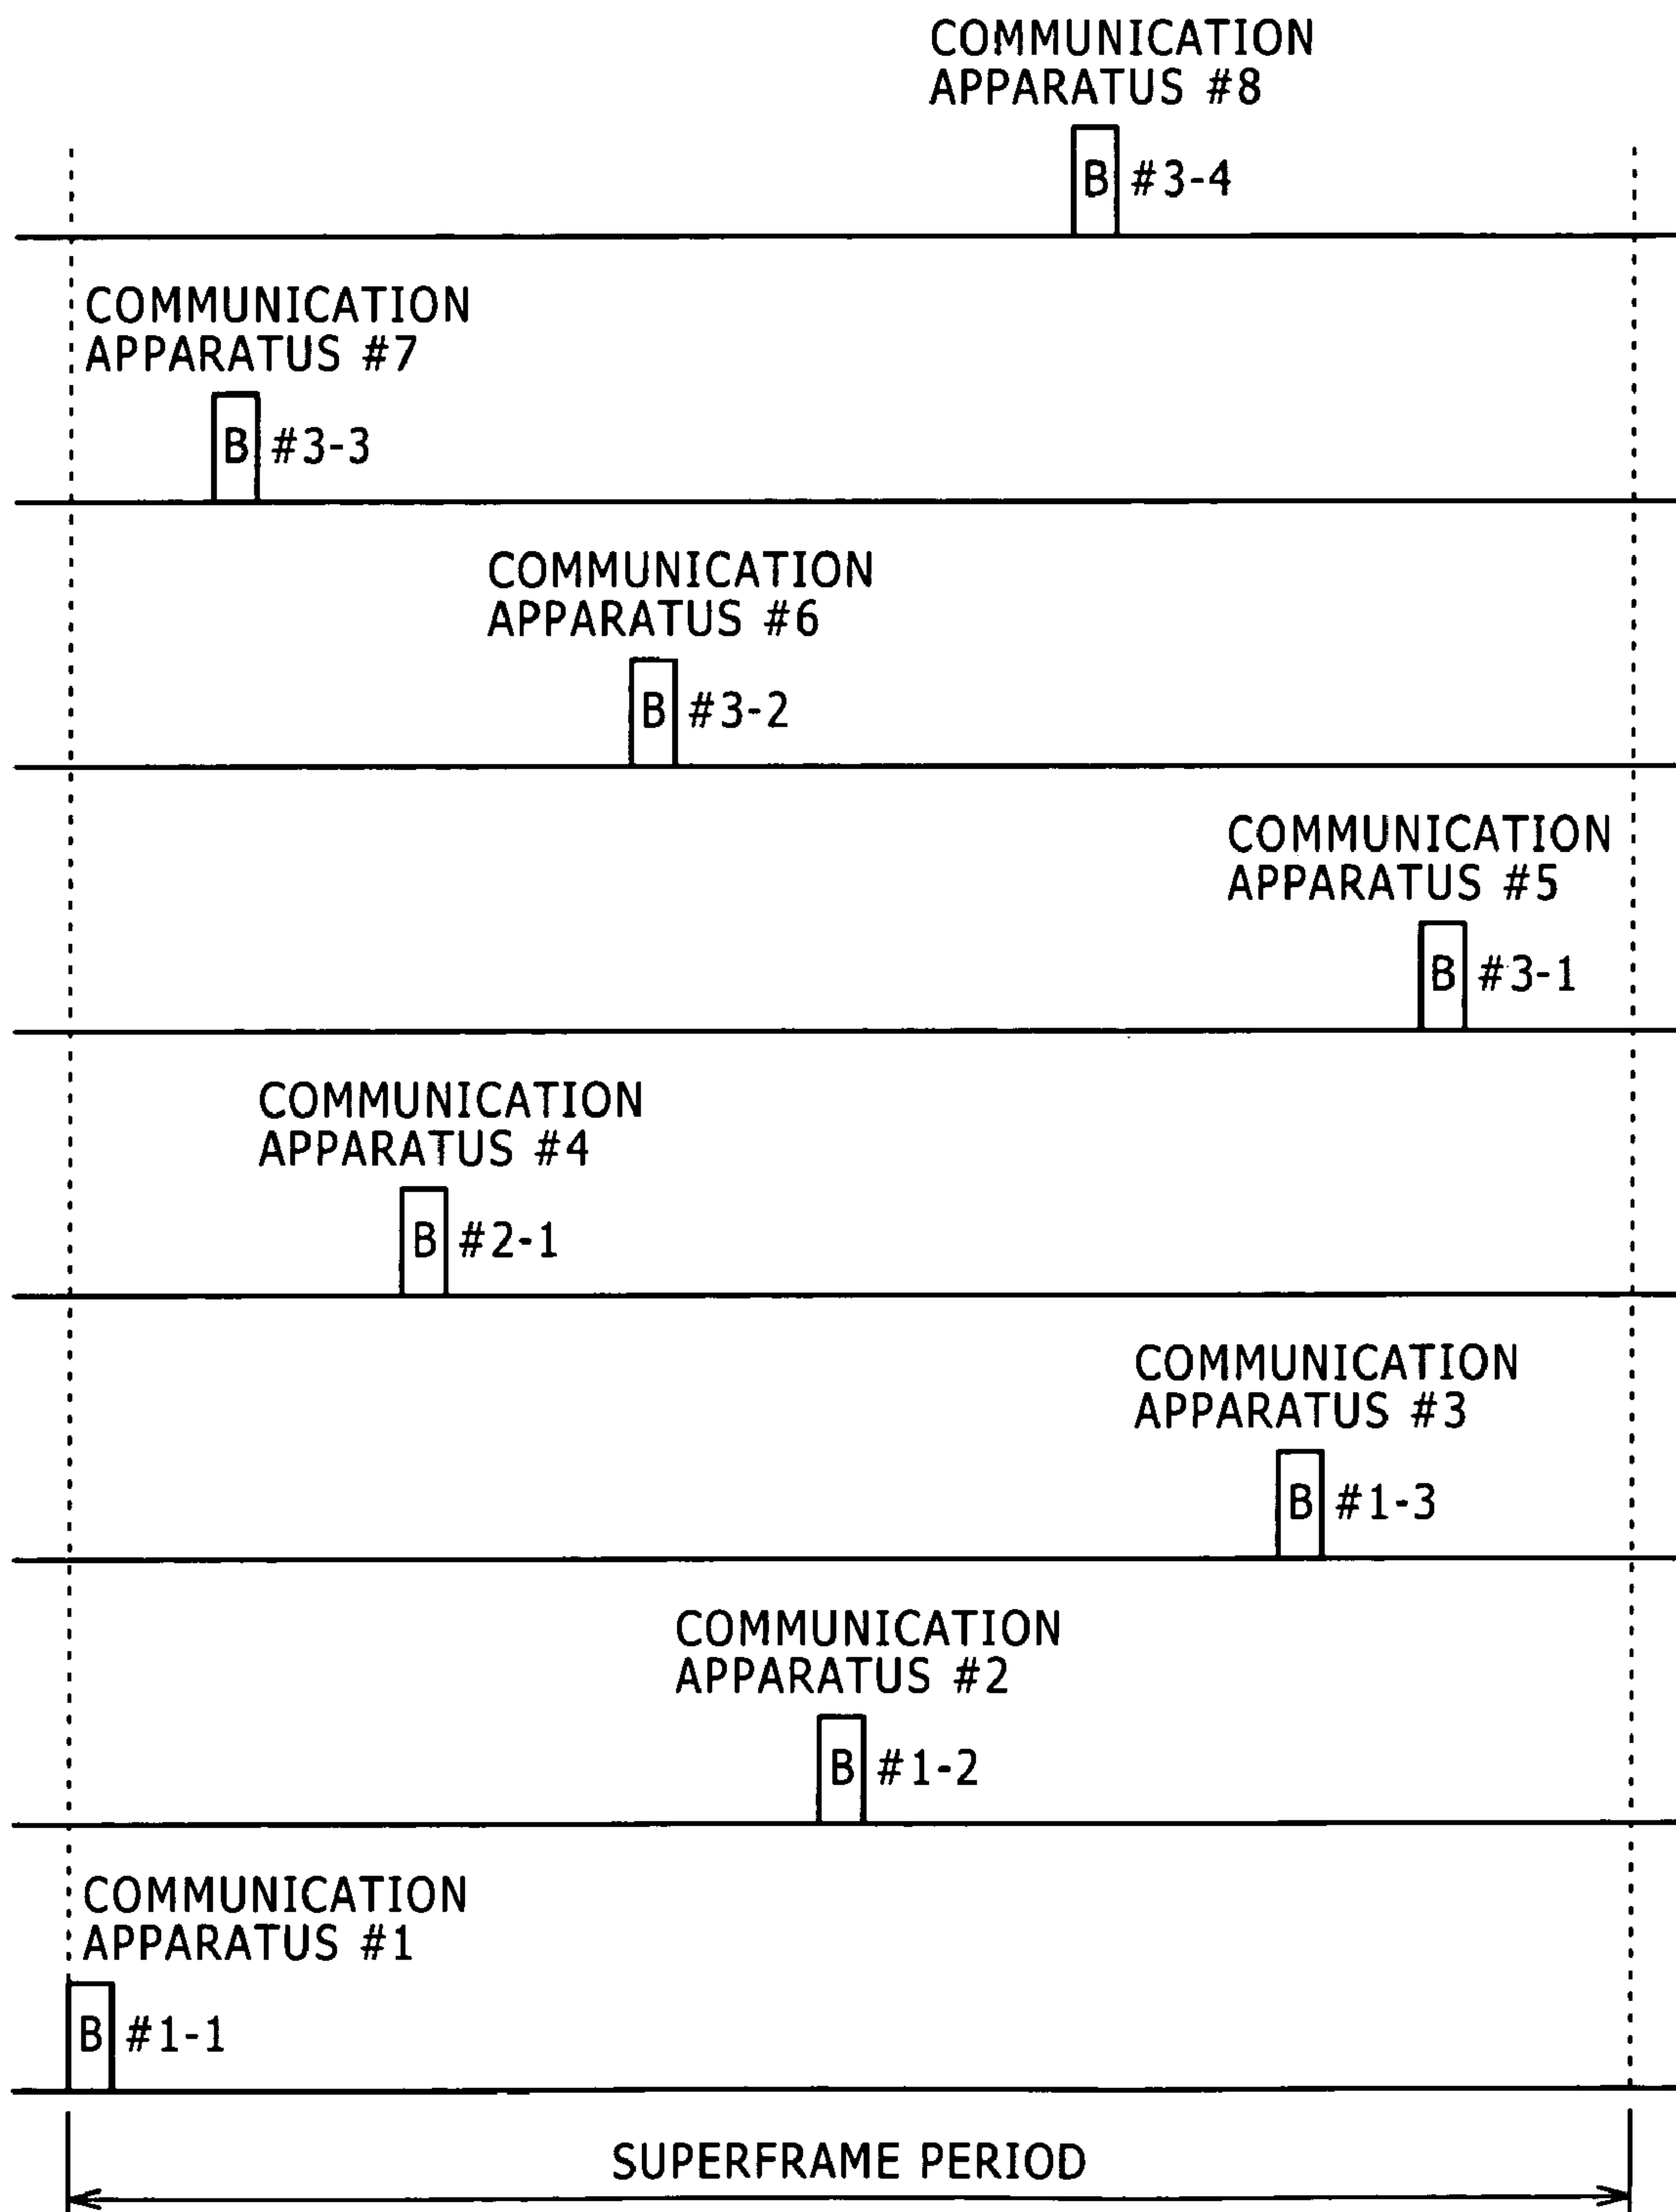 COMMUNICATION
APPARATUS #8
B #3-4
COMMUNICATION
APPARATUS #7
B #3-3
COMMUNICATION
APPARATUS #6
B #3-2
COMMUNICATION
APPARATUS #5
B #3-1
COMMUNICATION
APPARATUS #4
B #2-1
COMMUNICATION
APPARATUS #3
B #1-3
COMMUNICATION
APPARATUS #2
B #1-2
COMMUNICATION
APPARATUS #1
B #1-1
SUPERFRAME PERIOD